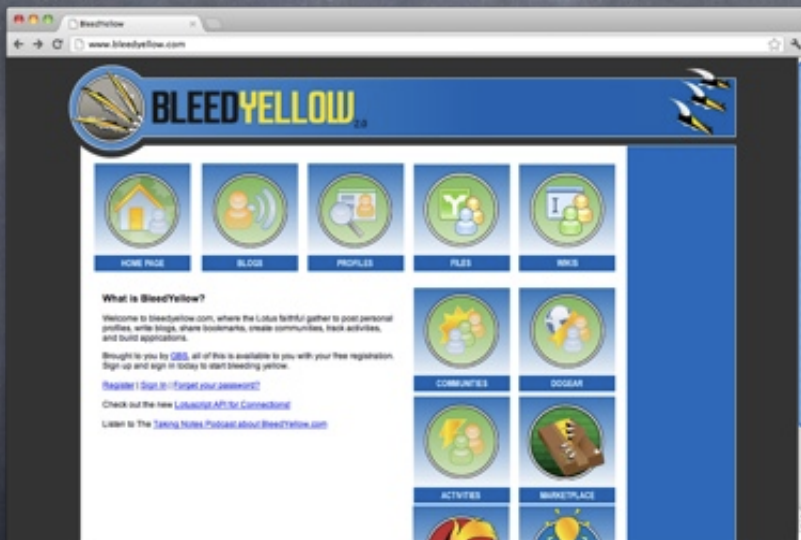 BleedYellow
www.bleedyellow.com
BLEEDYELLOW 2.0
HOME PAGE
BLOGS
PROFILES
FILES
WIKIS
What is BleedYellow?
Welcome to bleedyellow.com, where the Lotus faithful gather to post personal
profiles, write blogs, share bookmarks, create communities, track activities,
and build applications.
Brought to you by GBS, all of this is available to you with your free registration.
Sign up and sign in today to start bleeding yellow.
Register | Sign In | Forget your password?
Check out the new Lotuscript API for Connections!
Listen to The Taking Notes Podcast about BleedYellow.com
COMMUNITIES
DOGEAR
ACTIVITIES
MARKETPLACE